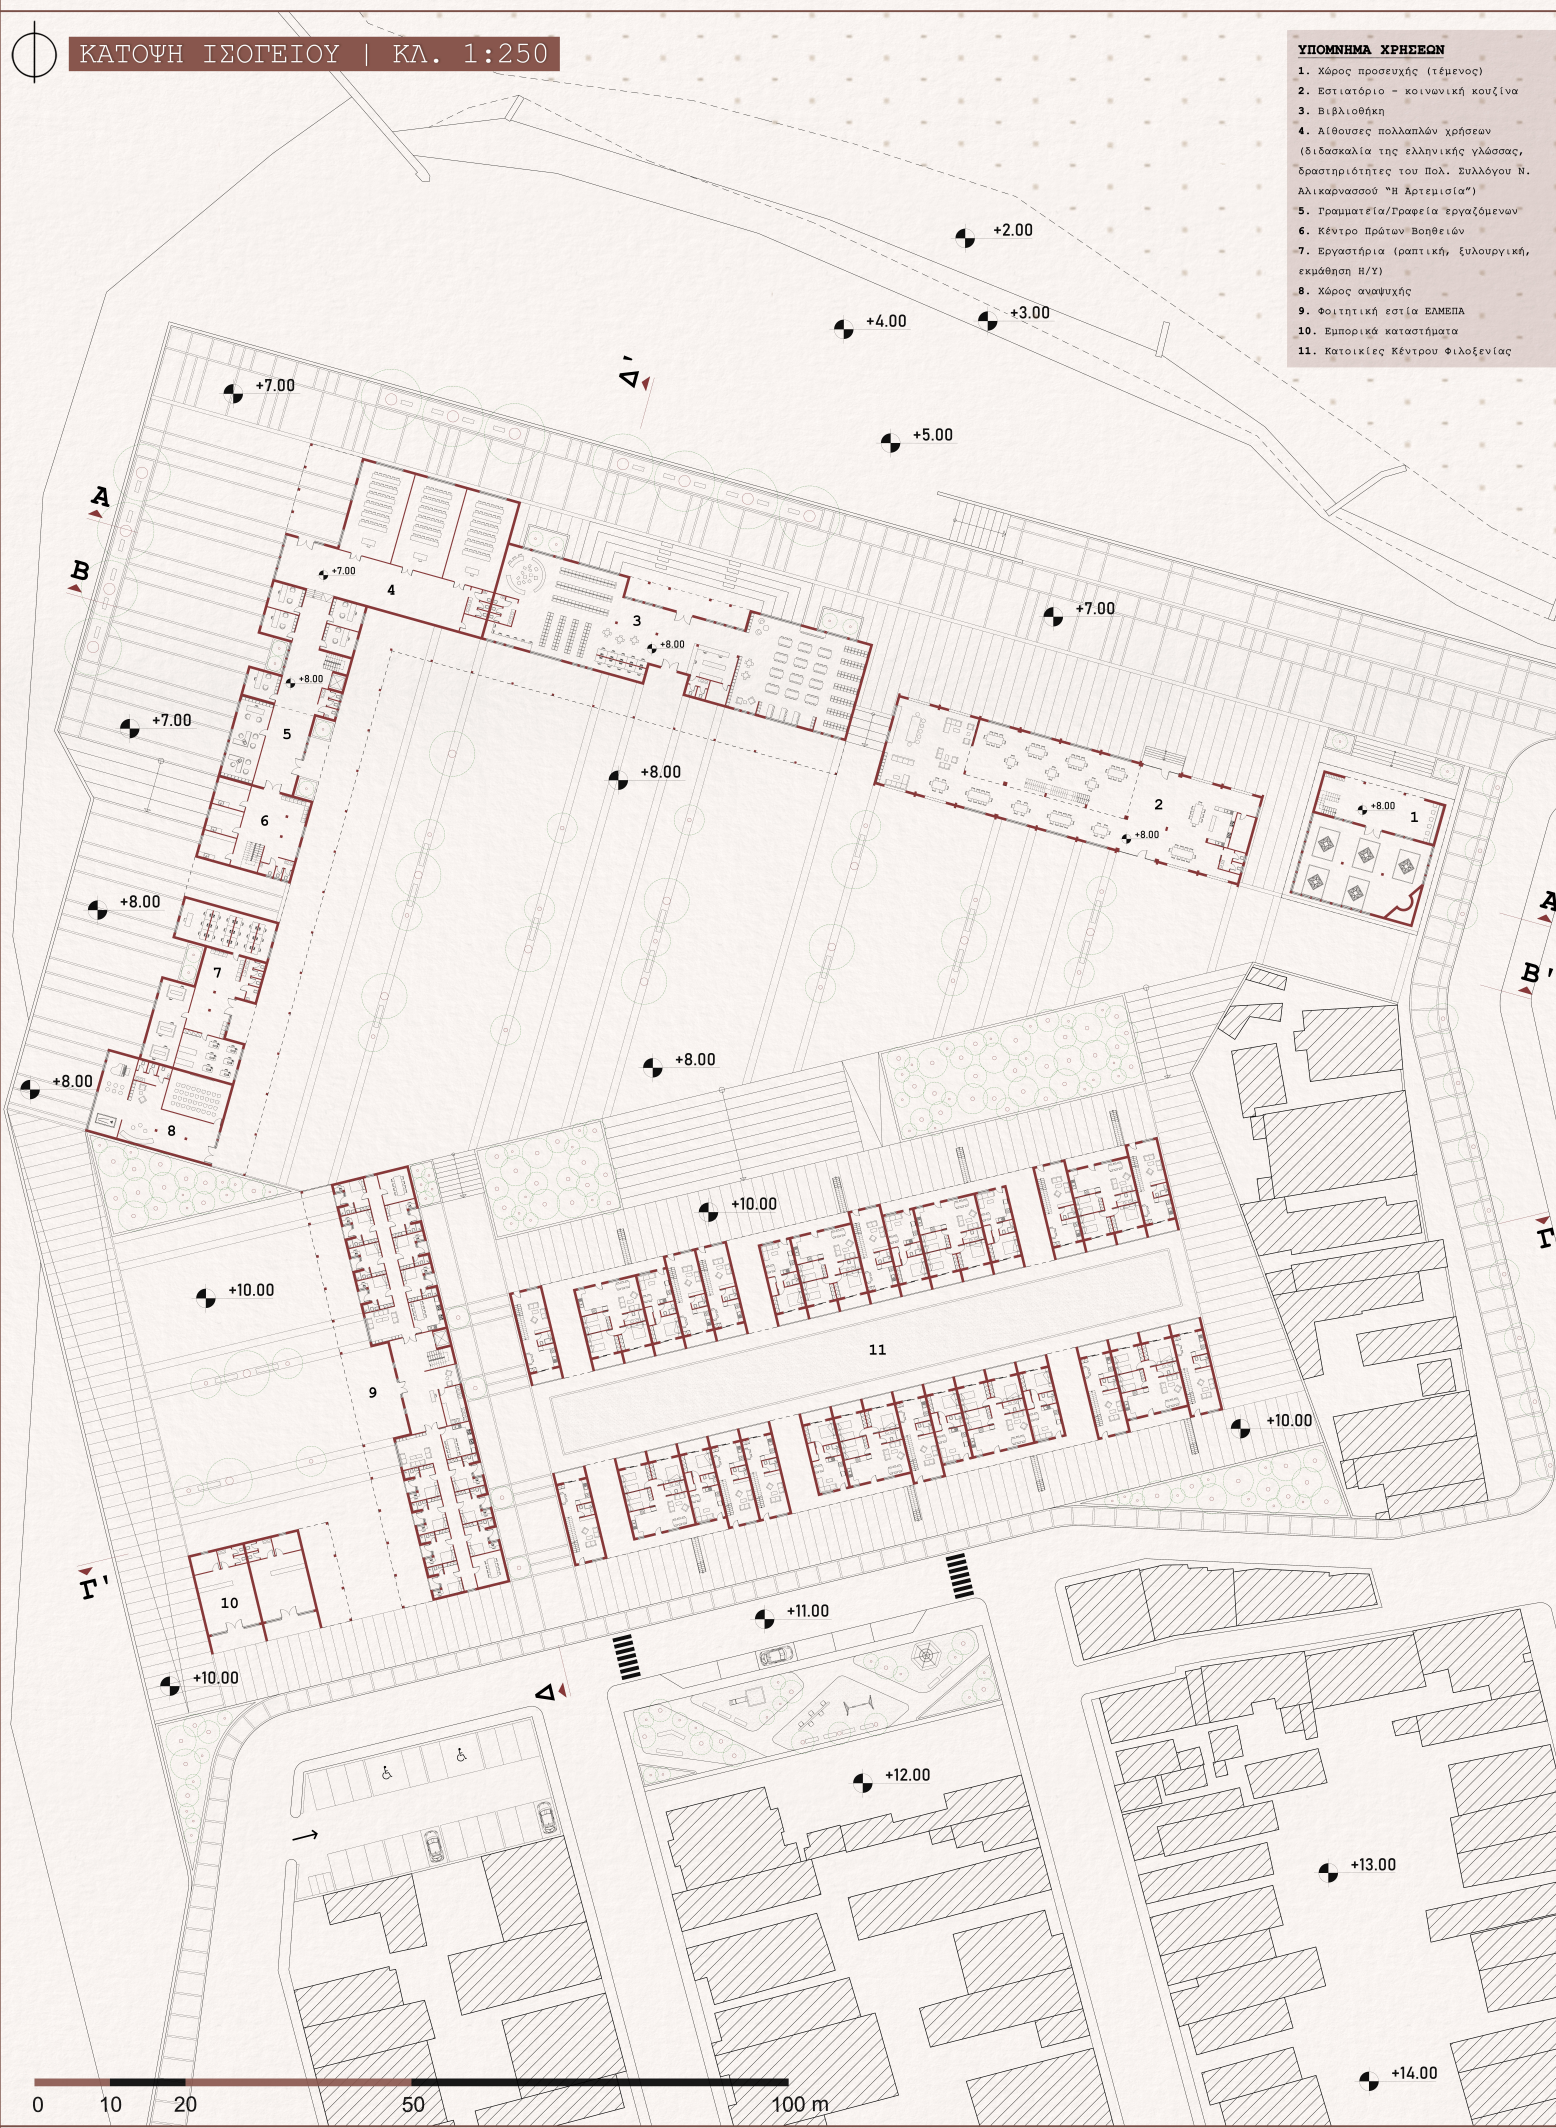 ΚΑΤΟΨΗ ΙΣΟΓΕΙΟΥ | ΚΛ. 1:250
ΥΠΟΜΝΗΜΑ ΧΡΗΣΕΩΝ
1. Χώρος προσευχής (τέμενος)
2. Εστιατόριο - κοινωνική κουζίνα
3. Βιβλιοθήκη
4. Αίθουσες πολλαπλών χρήσεων
(διδασκαλία της ελληνικής γλώσσας,
δραστηριότητες του Πολ. Συλλόγου Ν.
Αλικαρνασσού "Η Αρτεμισία")
5. Γραμματεία/Γραφεία εργαζόμενων
6. Κέντρο Πρώτων Βοηθειών
7. Εργαστήρια (ραπτική, ξυλουργική,
εκμάθηση Η/Υ)
8. Χώρος αναψυχής
9. Φοιτητική εστία ΕΛΜΕΠΑ
10. Εμπορικά καταστήματα
11. Κατοικίες Κέντρου Φιλοξενίας
+2.00
+3.00
+4.00
Δ'
+7.00
+5.00
Α
Β
+7.00
4
+7.00
3
+8.00
+8.00
+7.00
5
+8.00
2
+8.00
+8.00
1
6
+8.00
Α
7
Β'
+8.00
+8.00
8
+10.00
Γ
+10.00
11
9
+10.00
Γ'
10
+11.00
+10.00
Δ
+12.00
+13.00
+14.00
0 10 20 50 100 m